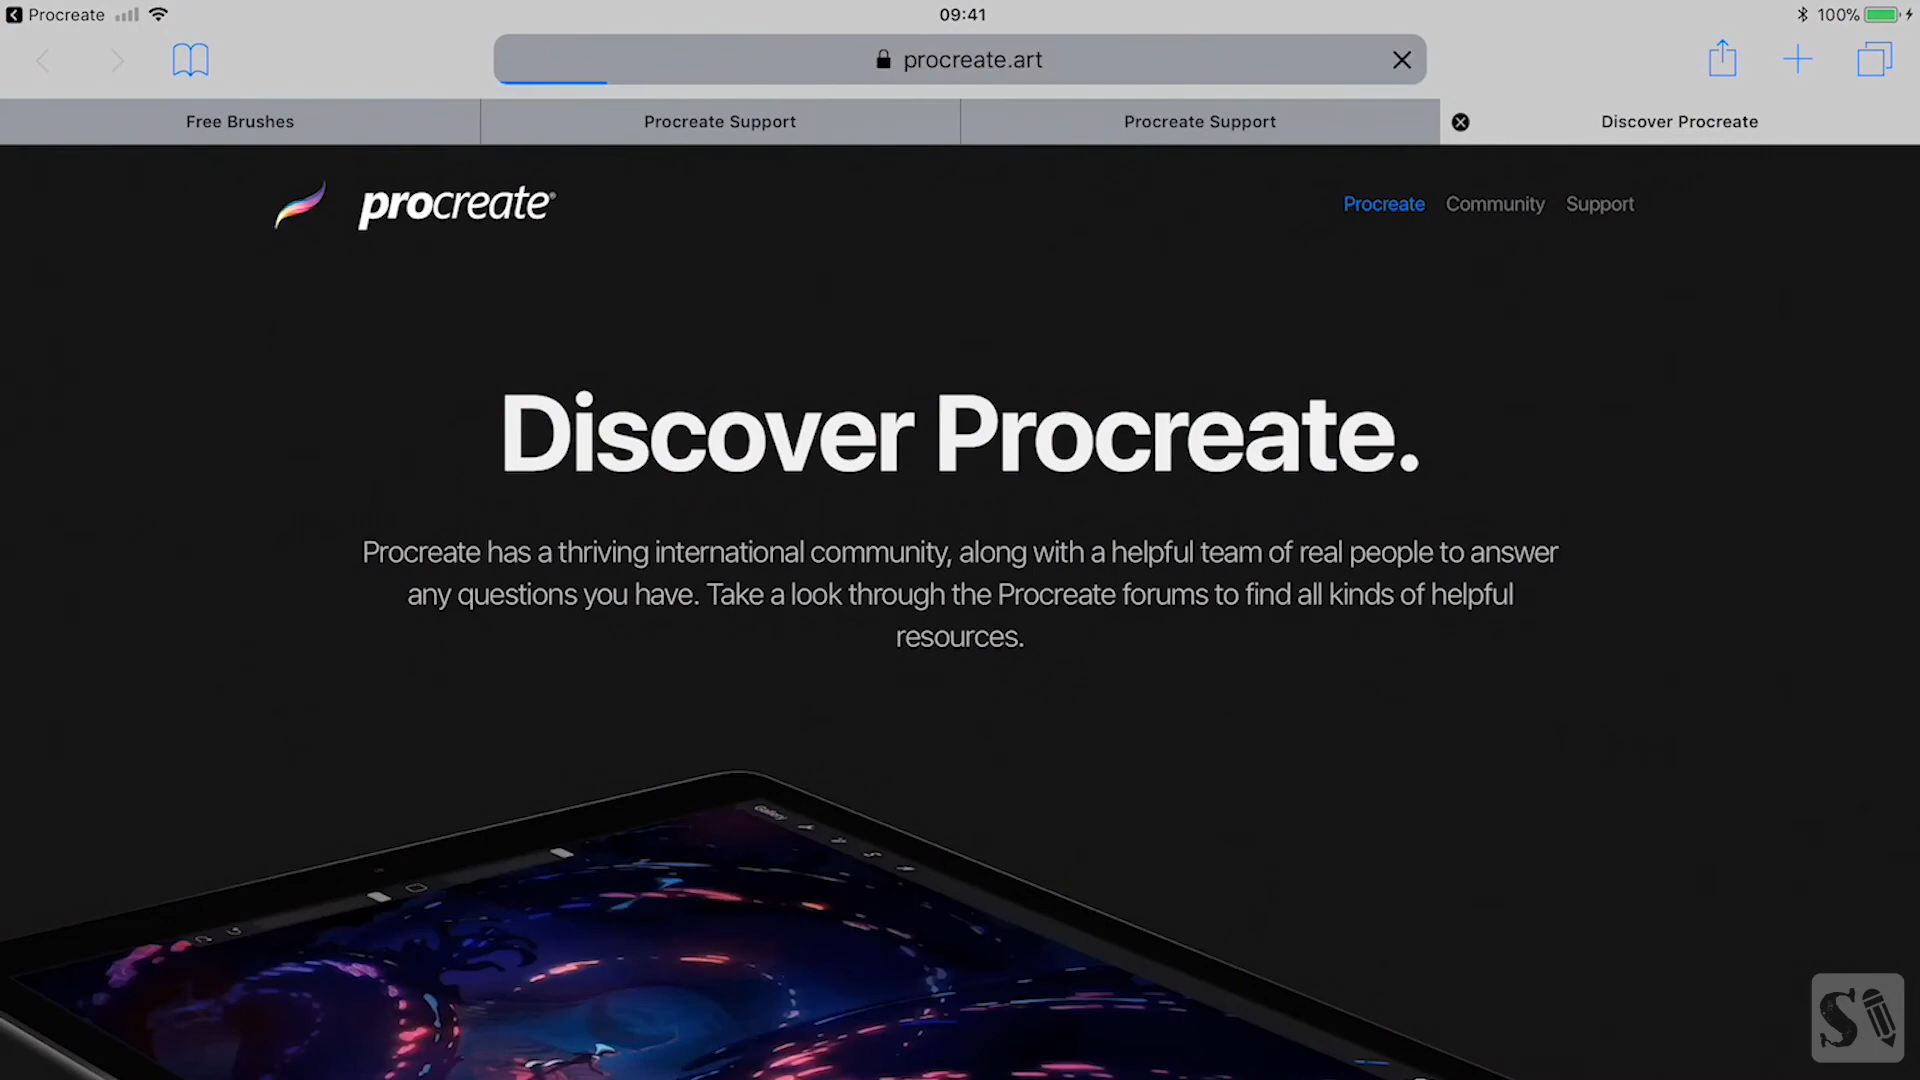 Procreate
09:41
100%
procreate.art
Free Brushes
Procreate Support
Procreate Support
Discover Procreate
procreate®
Procreate
Community
Support
Discover Procreate.
Procreate has a thriving international community, along with a helpful team of real people to answer
any questions you have. Take a look through the Procreate forums to find all kinds of helpful
resources.
Gallery
S